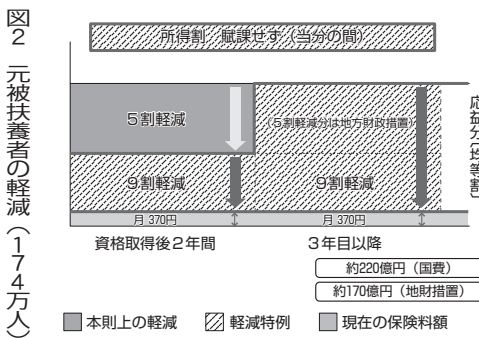 図2　元被扶養者の軽減（174万人）
所得割　賦課せず（当分の間）
5割軽減
（5割軽減分は地方財政措置）
9割軽減
9割軽減
月 370円
月 370円
応益分〔均等割〕
資格取得後2年間
3年目以降
約220億円（国費）
約170億円（地財措置）
本則上の軽減
軽減特例
現在の保険料額